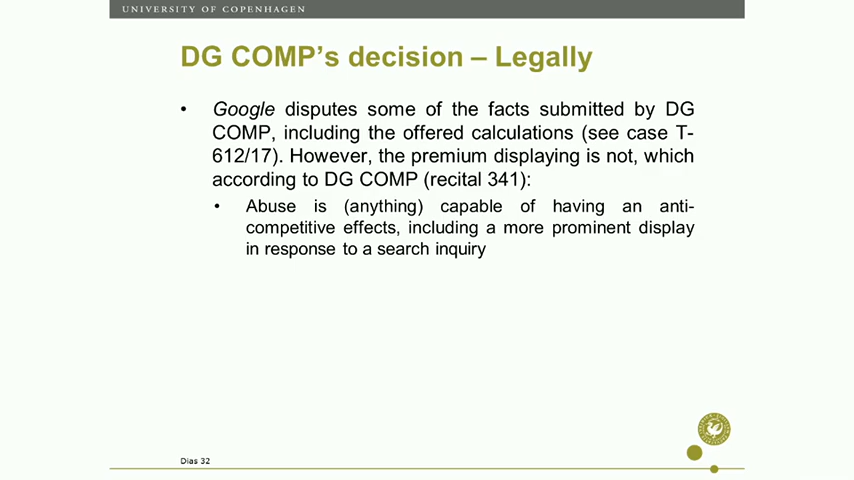 UNIVERSITY OF COPENHAGEN
DG COMP’s decision – Legally
• Google disputes some of the facts submitted by DG
COMP, including the offered calculations (see case T-
612/17). However, the premium displaying is not, which
according to DG COMP (recital 341):
• Abuse is (anything) capable of having an anti-
competitive effects, including a more prominent display
in response to a search inquiry
Dias 32